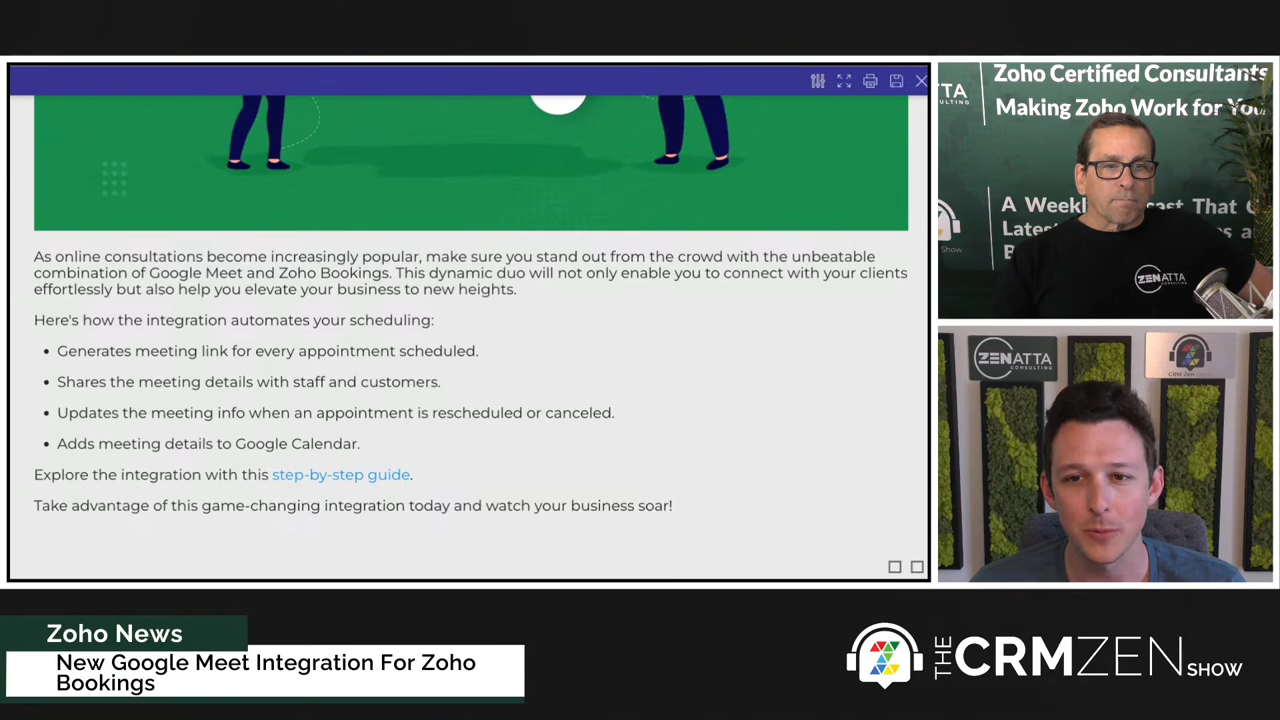 As online consultations become increasingly popular, make sure you stand out from the crowd with the unbeatable
combination of Google Meet and Zoho Bookings. This dynamic duo will not only enable you to connect with your clients
effortlessly but also help you elevate your business to new heights.
Here's how the integration automates your scheduling:
• Generates meeting link for every appointment scheduled.
• Shares the meeting details with staff and customers.
• Updates the meeting info when an appointment is rescheduled or canceled.
• Adds meeting details to Google Calendar.
Explore the integration with this step-by-step guide.
Take advantage of this game-changing integration today and watch your business soar!
Zoho Certified Consultants
Making Zoho Work for You
A Weekly
ZENATTA
CONSULTING
ZENATTA
CONSULTING
CRM Zen Show
Zoho News
New Google Meet Integration For Zoho
Bookings
THE CRMZEN SHOW